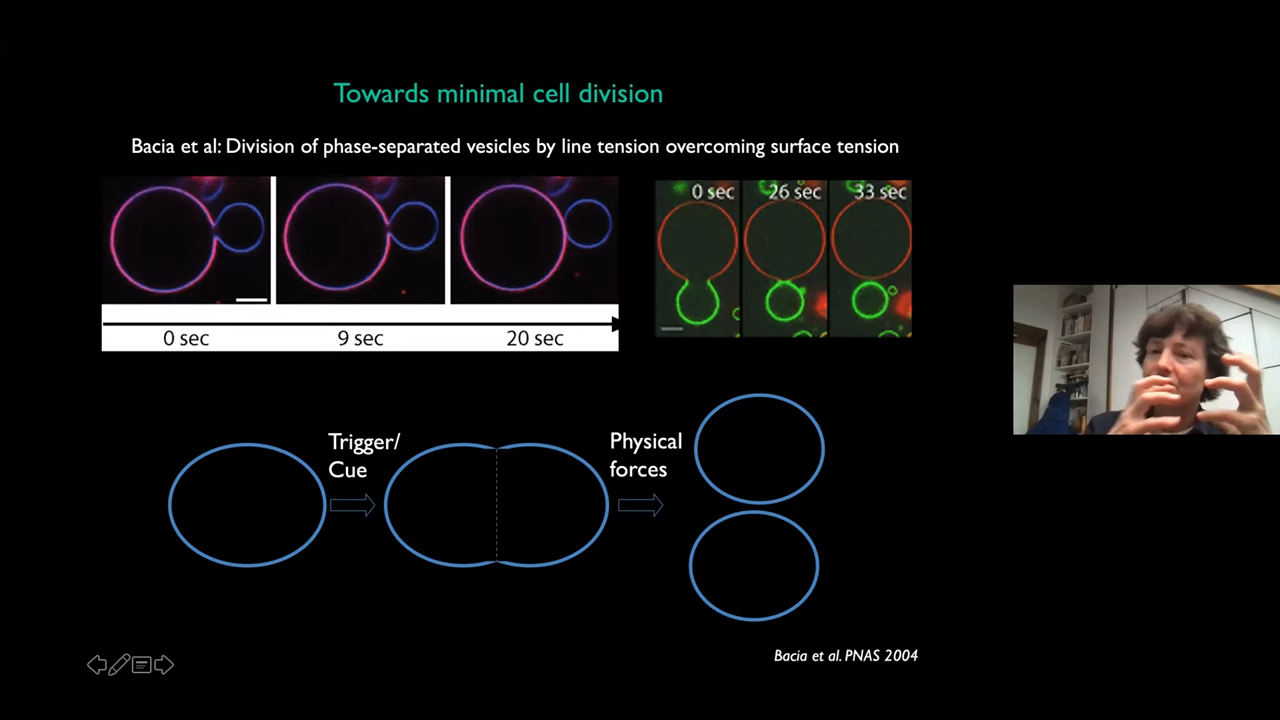 Towards minimal cell division
Bacia et al: Division of phase-separated vesicles by line tension overcoming surface tension
0 sec
9 sec
20 sec
0 sec
26 sec
33 sec
Trigger/
Cue
Physical
forces
Bacia et al. PNAS 2004